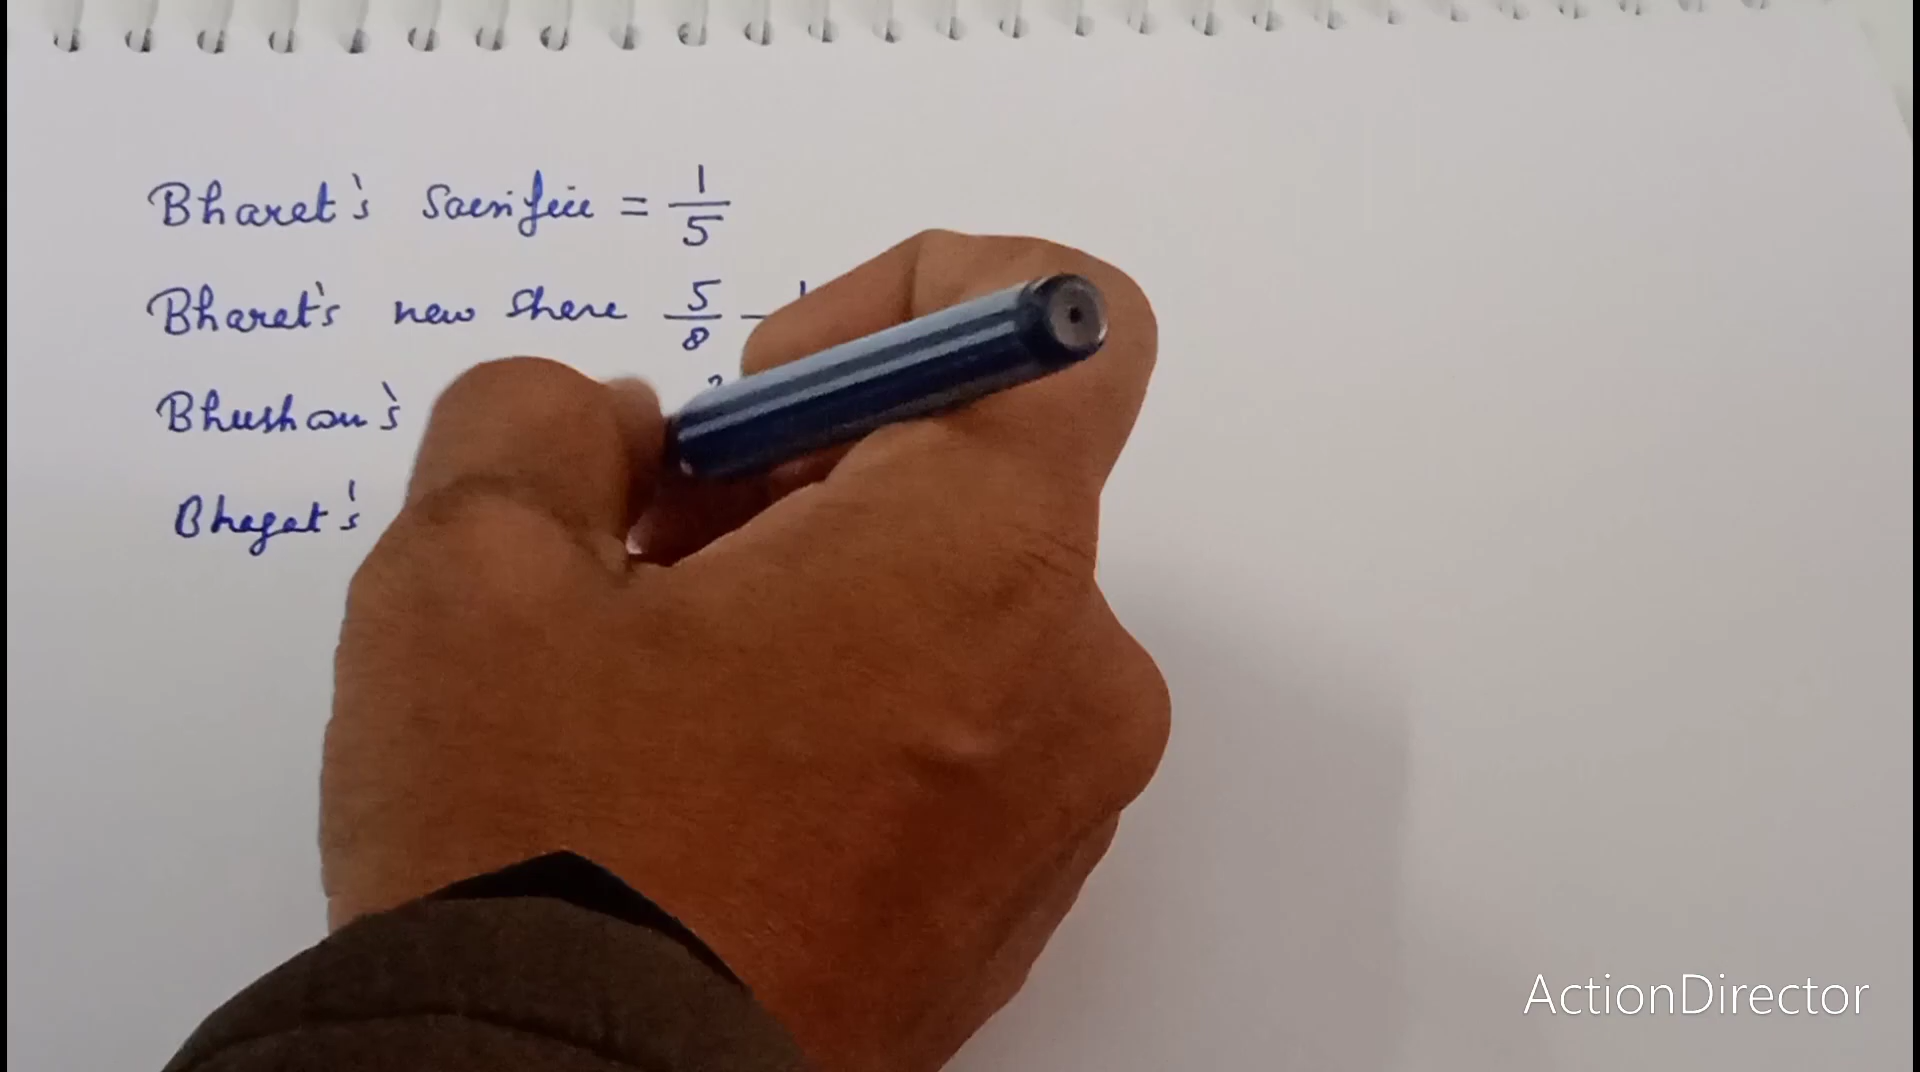 Bharat's Sacrifice = 1/5
Bharat's new Share 5/8 -
Bhushan's
Bhagat's
ActionDirector